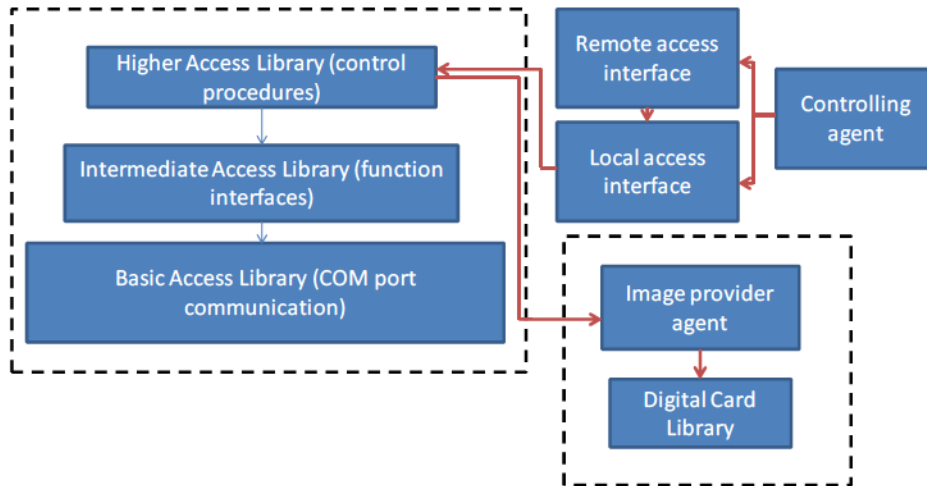 Higher Access Library (control
procedures)
Intermediate Access Library (function
interfaces)
Basic Access Library (COM port
communication)
Remote access
interface
Local access
interface
Controlling
agent
Image provider
agent
Digital Card
Library